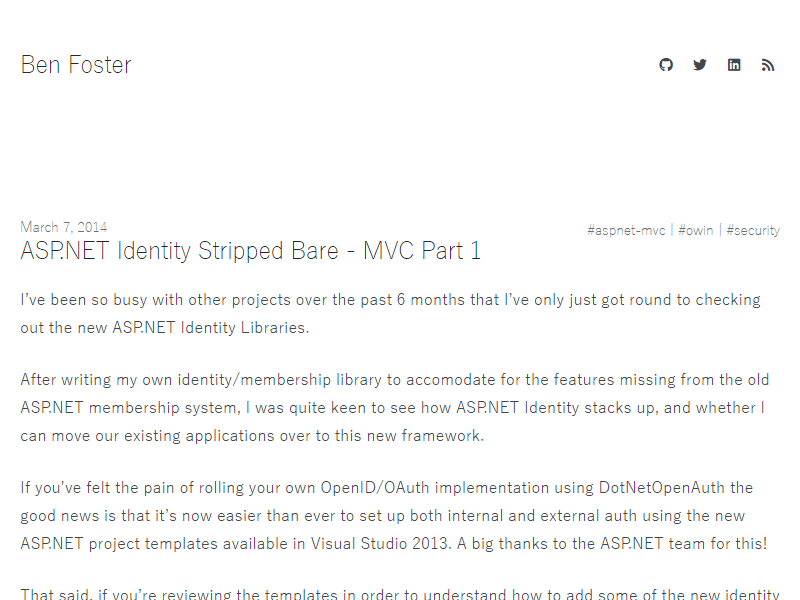 Ben Foster
March 7, 2014
#aspnet-mvc | #owin | #security
ASP.NET Identity Stripped Bare - MVC Part 1
I've been so busy with other projects over the past 6 months that I've only just got round to checking
out the new ASP.NET Identity Libraries.
After writing my own identity/membership library to accomodate for the features missing from the old
ASP.NET membership system, I was quite keen to see how ASP.NET Identity stacks up, and whether I
can move our existing applications over to this new framework.
If you've felt the pain of rolling your own OpenID/OAuth implementation using DotNetOpenAuth the
good news is that it's now easier than ever to set up both internal and external auth using the new
ASP.NET project templates available in Visual Studio 2013. A big thanks to the ASP.NET team for this!
That said, if you're reviewing the templates in order to understand how to add some of the new identity